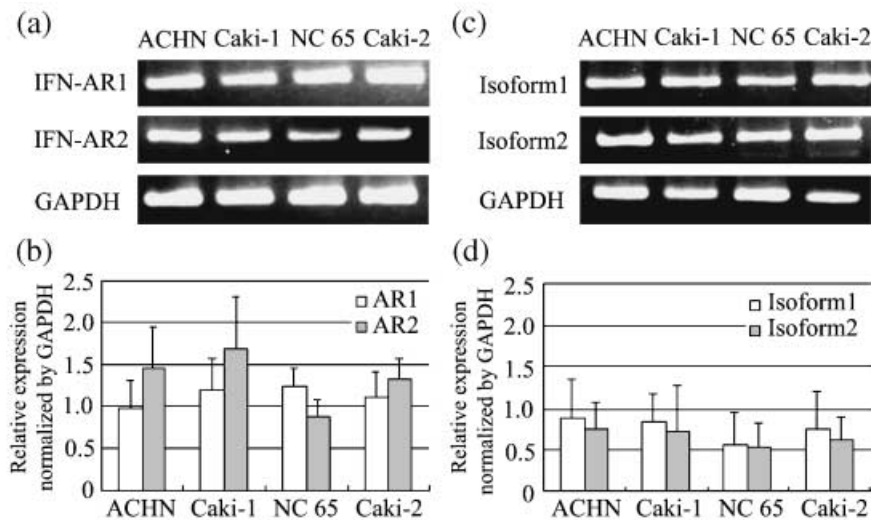 (a)
ACHN Caki-1 NC 65 Caki-2
IFN-AR1
IFN-AR2
GAPDH
(b)
Relative expression
normalized by GAPDH
2.5
2.0
1.5
1.0
0.5
0
AR1
AR2
ACHN Caki-1 NC 65 Caki-2
(c)
ACHN Caki-1 NC 65 Caki-2
Isoform1
Isoform2
GAPDH
(d)
Relative expression
normalized by GAPDH
2.5
2.0
1.5
1.0
0.5
0
Isoform1
Isoform2
ACHN Caki-1 NC 65 Caki-2